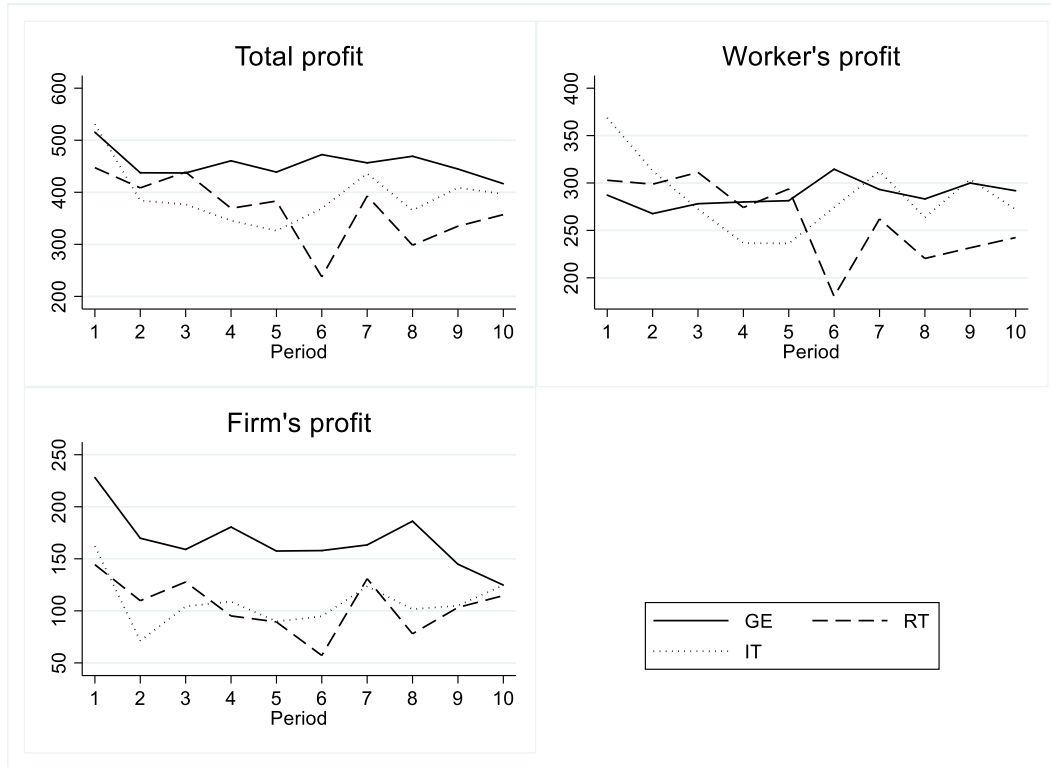 Total profit
600
500
400
300
200
1 2 3 4 5 6 7 8 9 10
Period
Worker's profit
400
350
300
250
200
1 2 3 4 5 6 7 8 9 10
Period
Firm's profit
250
200
150
100
50
1 2 3 4 5 6 7 8 9 10
Period
GE RT
IT